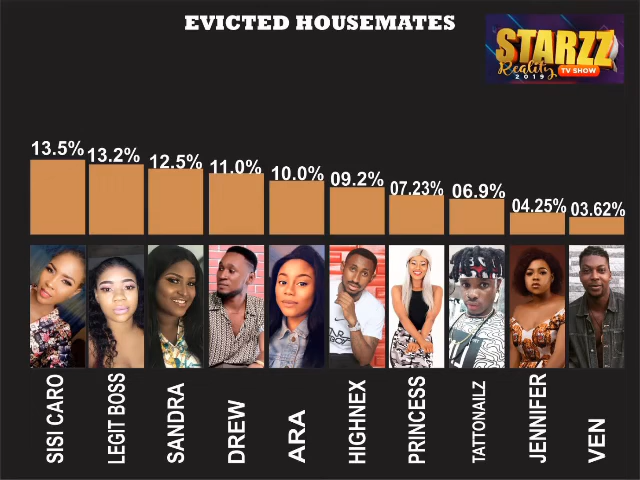 EVICTED HOUSEMATES
STARZZ
Reality TV SHOW
2019
13.5% 13.2% 12.5% 11.0% 10.0% 09.2% 07.23% 06.9% 04.25% 03.62%
SISI CARO
LEGIT BOSS
SANDRA
DREW
ARA
HIGHNEX
PRINCESS
TATTONAILZ
JENNIFER
VEN